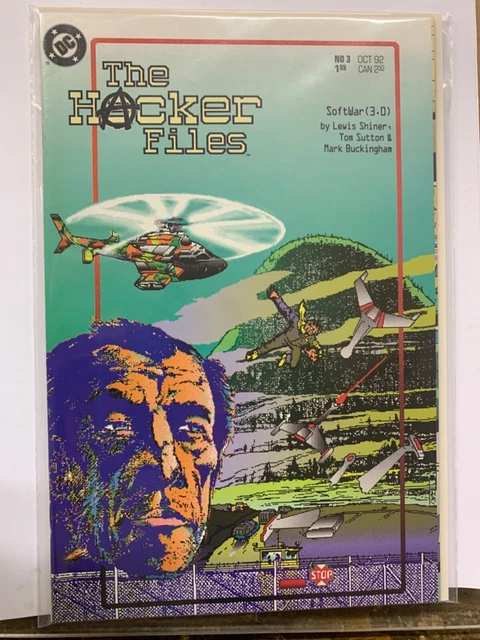 DC
The
HAcker
Files™
NO 3 OCT 92
1.95 CAN 2.50
SoftWar(3.0)
by Lewis Shiner,
Tom Sutton &
Mark Buckingham
STOP